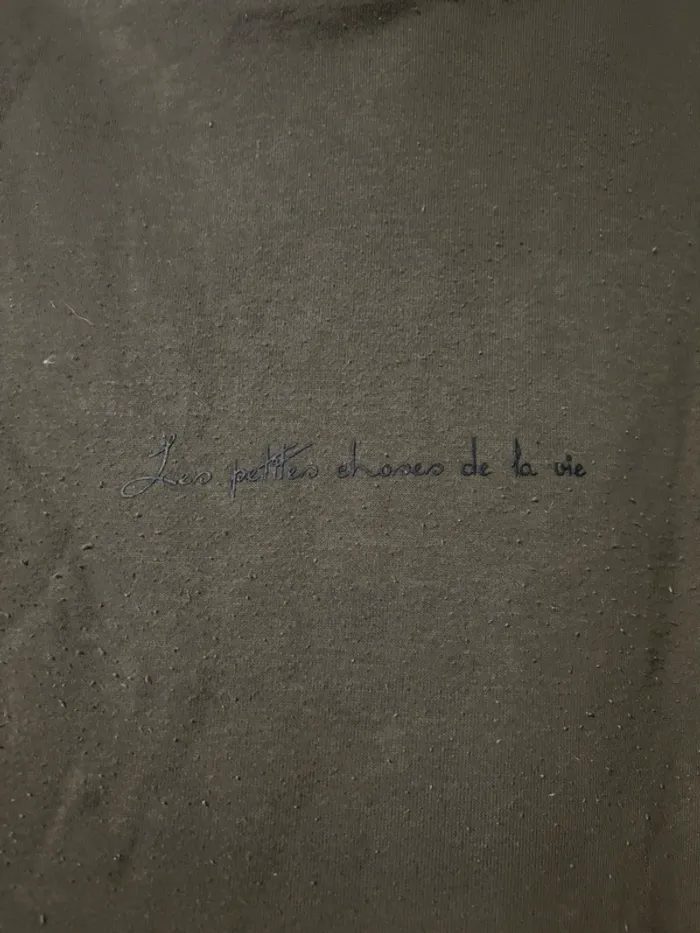 Les petites choses de la vie